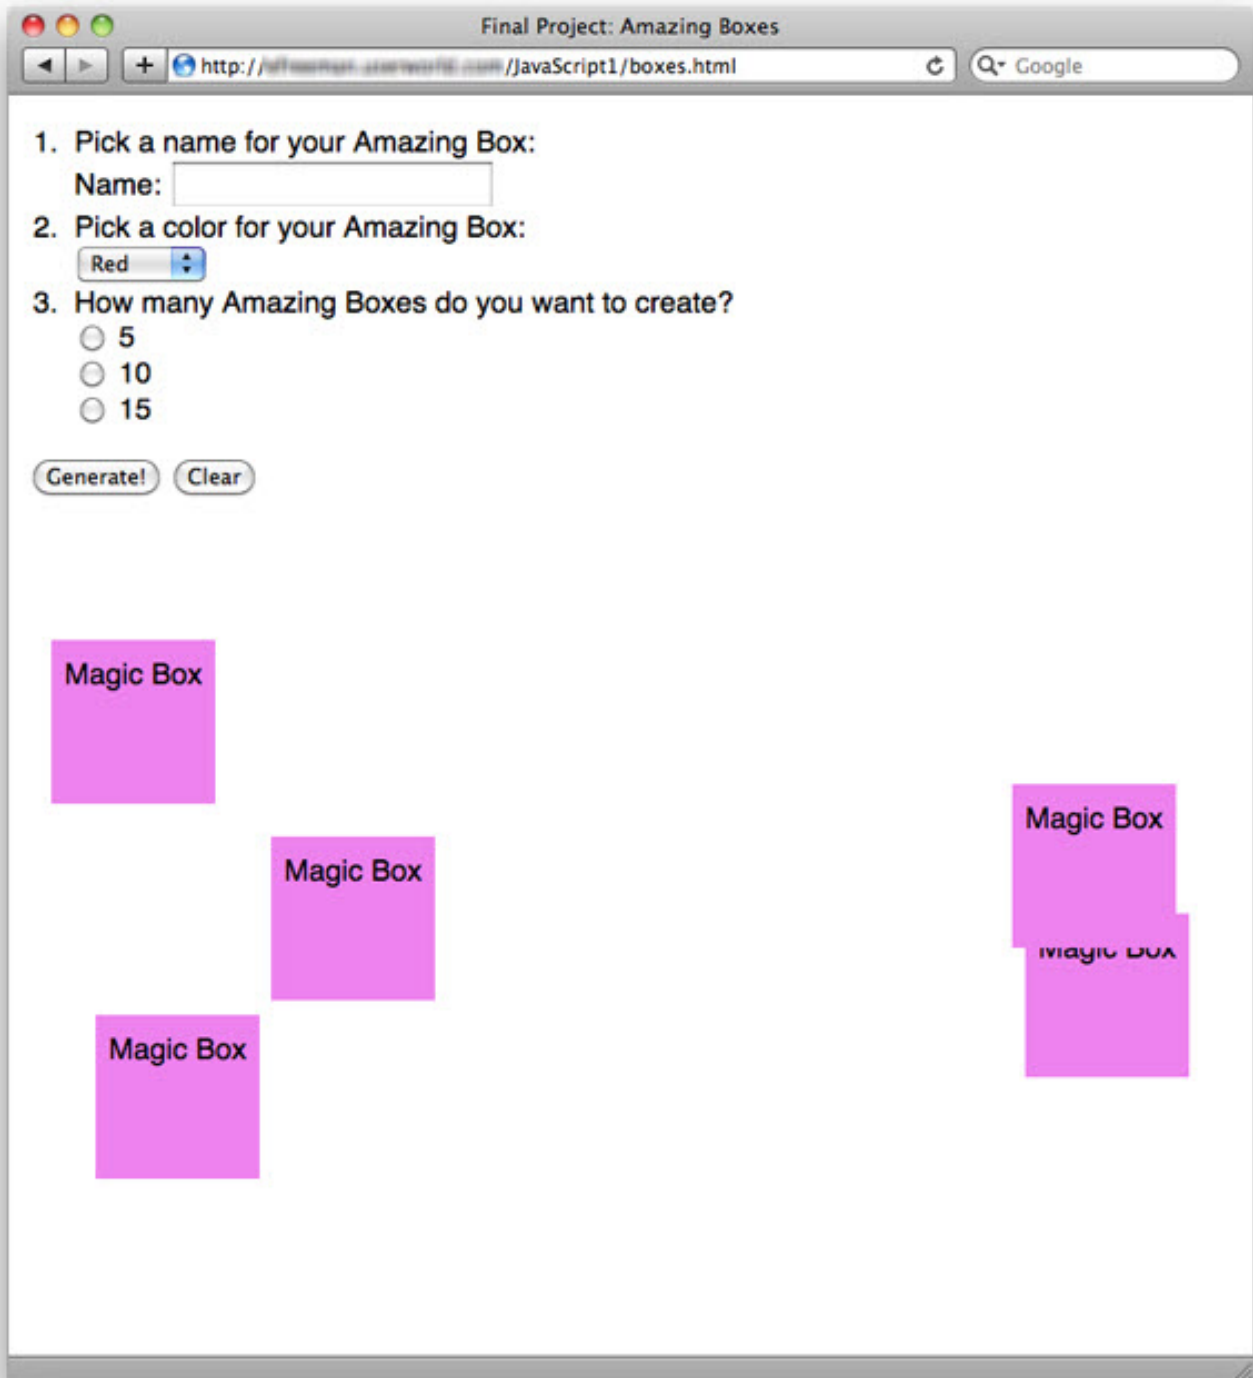 Final Project: Amazing Boxes
http:// /JavaScript1/boxes.html
Google
1. Pick a name for your Amazing Box:
Name:
2. Pick a color for your Amazing Box:
Red
3. How many Amazing Boxes do you want to create?
5
10
15
Generate! Clear
Magic Box
Magic Box
Magic Box
Magic Box
Magic Box